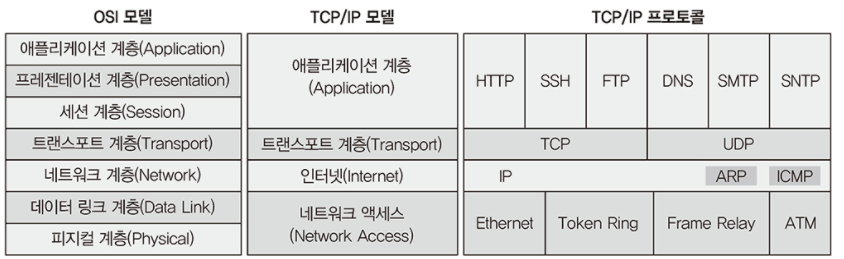 OSI 모델
TCP/IP 모델
TCP/IP 프로토콜
애플리케이션 계층(Application)
프레젠테이션 계층(Presentation)
세션 계층(Session)
트랜스포트 계층(Transport)
네트워크 계층(Network)
데이터 링크 계층(Data Link)
피지컬 계층(Physical)
애플리케이션 계층
(Application)
트랜스포트 계층(Transport)
인터넷(Internet)
네트워크 액세스
(Network Access)
HTTP SSH FTP DNS SMTP SNTP
TCP UDP
IP ARP ICMP
Ethernet Token Ring Frame Relay ATM